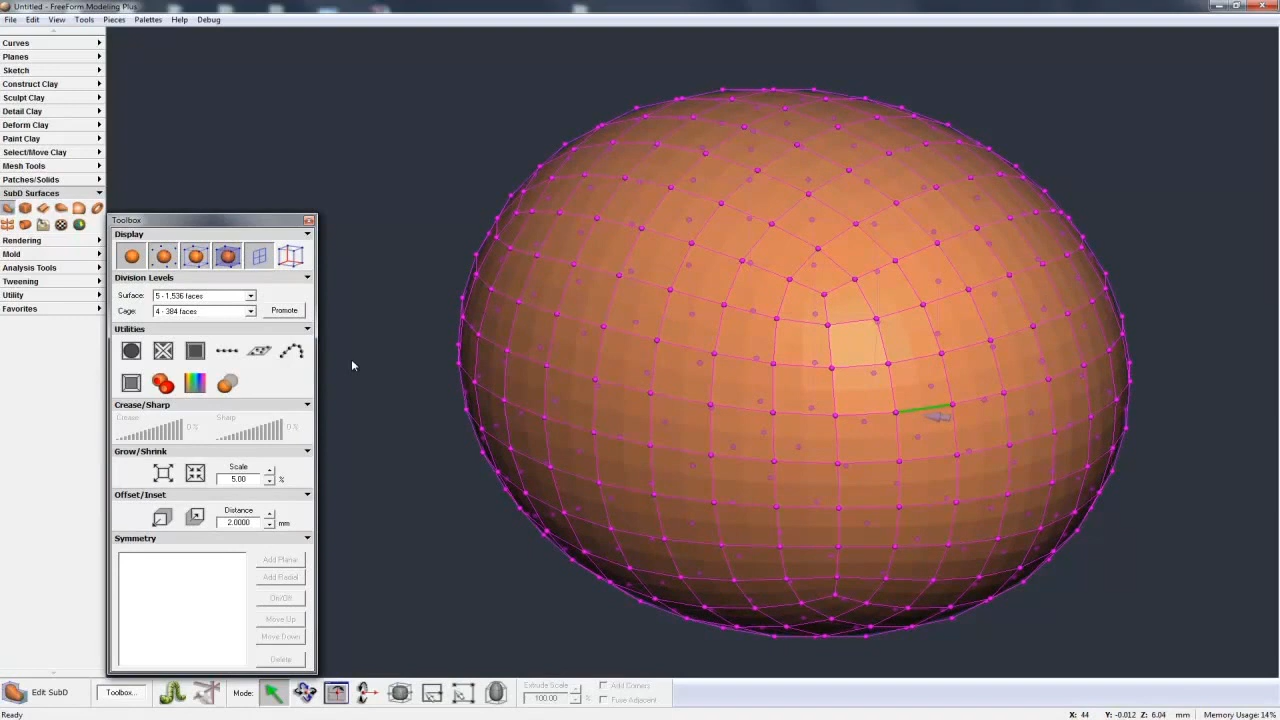 Untitled - FreeForm Modeling Plus
File Edit View Tools Pieces Palettes Help Debug
Curves
Planes
Sketch
Construct Clay
Sculpt Clay
Detail Clay
Deform Clay
Paint Clay
Select/Move Clay
Mesh Tools
Patches/Solids
SubD Surfaces
Rendering
Mold
Analysis Tools
Tweening
Utility
Favorites
Toolbox
Display
Division Levels
Surface: 5 - 1,536 faces
Cage: 4 - 384 faces Promote
Utilities
Crease/Sharp
Crease Sharp
0 % 0 %
Grow/Shrink
Scale
5.00 %
Offset/Inset
Distance
2.0000 mm
Symmetry
Add Planar
Add Radial
On/Off
Move Up
Move Down
Delete
Edit SubD Toolbox... Mode: Extrude Scale 100.00 % Add Corners Fuse Adjacent
Ready X: 44 Y: -0.012 Z: 6.04 mm Memory Usage: 14%